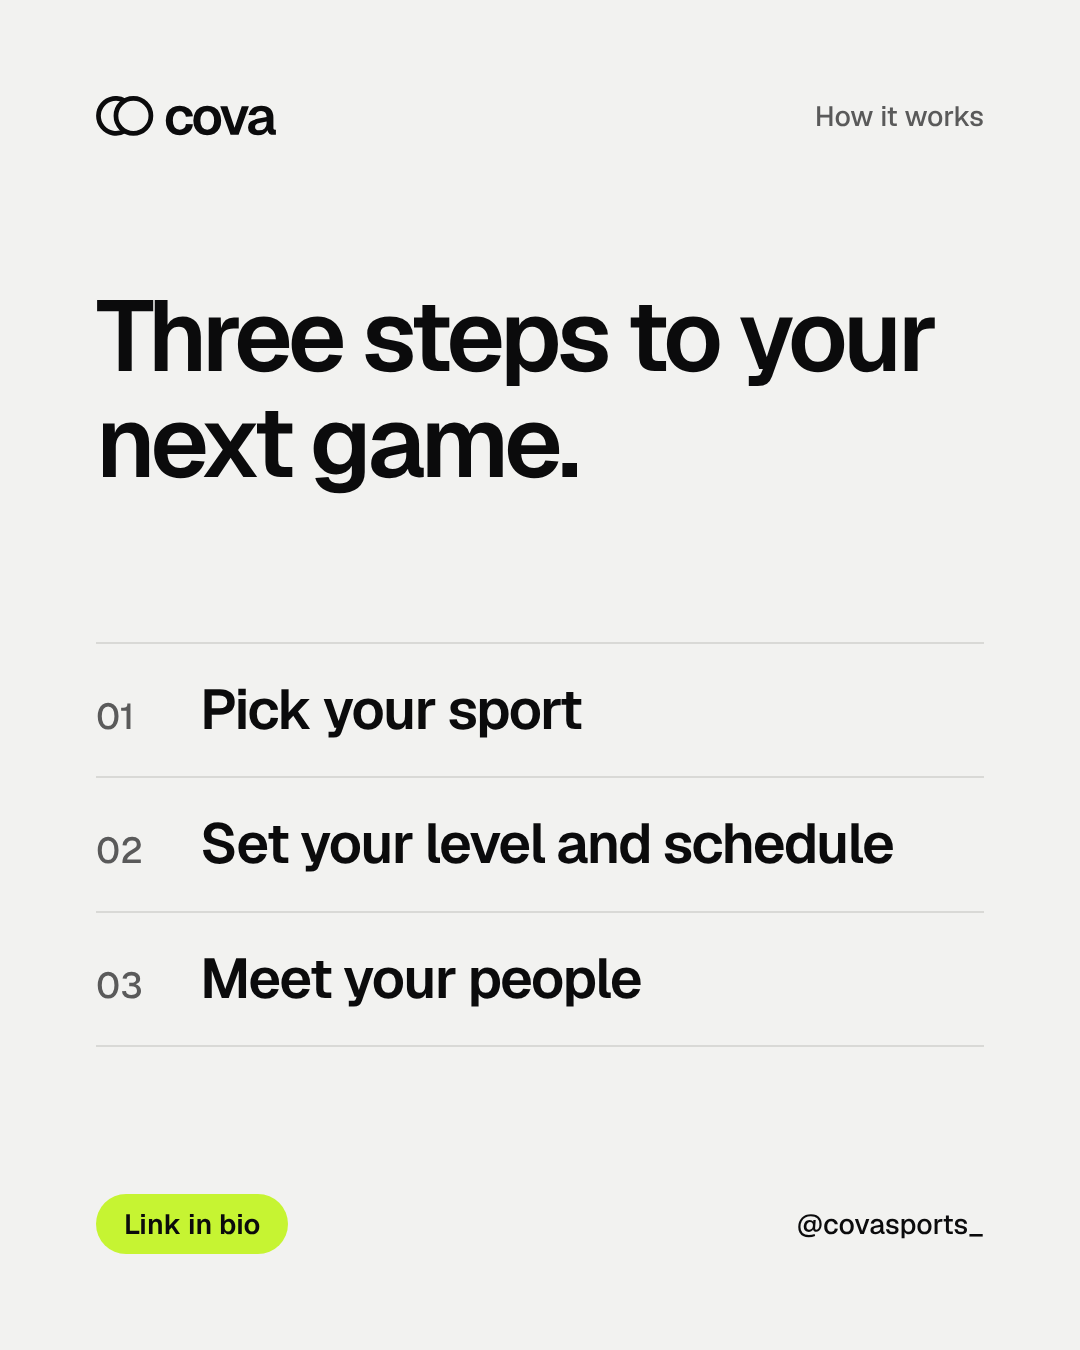 cova
How it works
Three steps to your
next game.
01 Pick your sport
02 Set your level and schedule
03 Meet your people
Link in bio
@covasports_